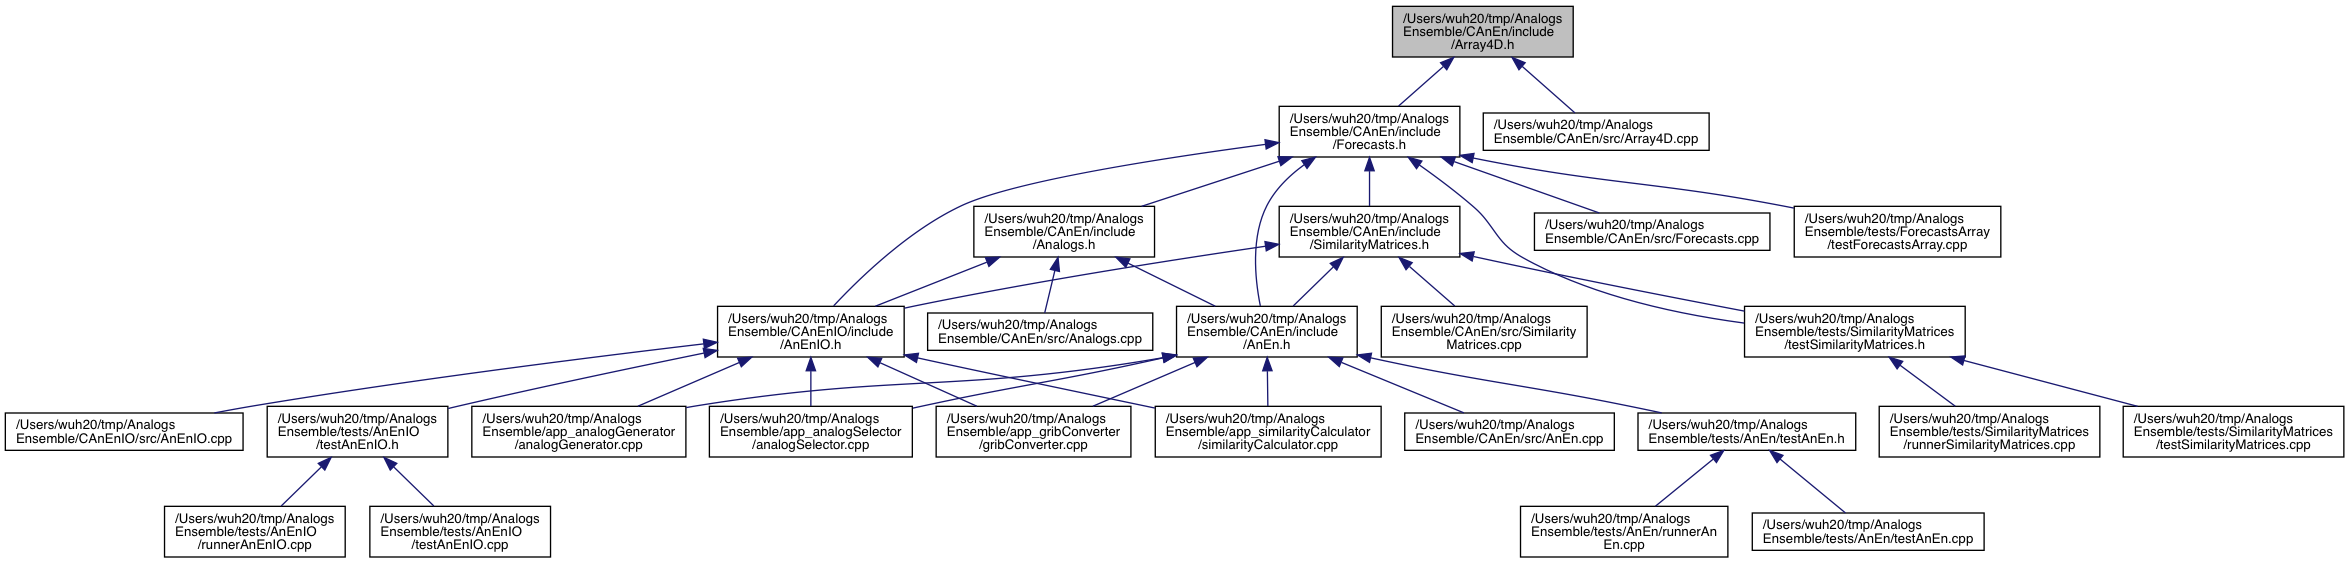 /Users/wuh20/tmp/Analogs
Ensemble/CAnEn/include
/Array4D.h
/Users/wuh20/tmp/Analogs
Ensemble/CAnEn/include
/Forecasts.h
/Users/wuh20/tmp/Analogs
Ensemble/CAnEn/src/Array4D.cpp
/Users/wuh20/tmp/Analogs
Ensemble/CAnEn/include
/Analogs.h
/Users/wuh20/tmp/Analogs
Ensemble/CAnEn/include
/SimilarityMatrices.h
/Users/wuh20/tmp/Analogs
Ensemble/CAnEn/src/Forecasts.cpp
/Users/wuh20/tmp/Analogs
Ensemble/tests/ForecastsArray
/testForecastsArray.cpp
/Users/wuh20/tmp/Analogs
Ensemble/CAnEnIO/include
/AnEnIO.h
/Users/wuh20/tmp/Analogs
Ensemble/CAnEn/src/Analogs.cpp
/Users/wuh20/tmp/Analogs
Ensemble/CAnEn/include
/AnEn.h
/Users/wuh20/tmp/Analogs
Ensemble/CAnEn/src/Similarity
Matrices.cpp
/Users/wuh20/tmp/Analogs
Ensemble/tests/SimilarityMatrices
/testSimilarityMatrices.h
/Users/wuh20/tmp/Analogs
Ensemble/CAnEnIO/src/AnEnIO.cpp
/Users/wuh20/tmp/Analogs
Ensemble/tests/AnEnIO
/testAnEnIO.h
/Users/wuh20/tmp/Analogs
Ensemble/app_analogGenerator
/analogGenerator.cpp
/Users/wuh20/tmp/Analogs
Ensemble/app_analogSelector
/analogSelector.cpp
/Users/wuh20/tmp/Analogs
Ensemble/app_gribConverter
/gribConverter.cpp
/Users/wuh20/tmp/Analogs
Ensemble/app_similarityCalculator
/similarityCalculator.cpp
/Users/wuh20/tmp/Analogs
Ensemble/CAnEn/src/AnEn.cpp
/Users/wuh20/tmp/Analogs
Ensemble/tests/AnEn/testAnEn.h
/Users/wuh20/tmp/Analogs
Ensemble/tests/SimilarityMatrices
/runnerSimilarityMatrices.cpp
/Users/wuh20/tmp/Analogs
Ensemble/tests/SimilarityMatrices
/testSimilarityMatrices.cpp
/Users/wuh20/tmp/Analogs
Ensemble/tests/AnEnIO
/runnerAnEnIO.cpp
/Users/wuh20/tmp/Analogs
Ensemble/tests/AnEnIO
/testAnEnIO.cpp
/Users/wuh20/tmp/Analogs
Ensemble/tests/AnEn/runnerAn
En.cpp
/Users/wuh20/tmp/Analogs
Ensemble/tests/AnEn/testAnEn.cpp